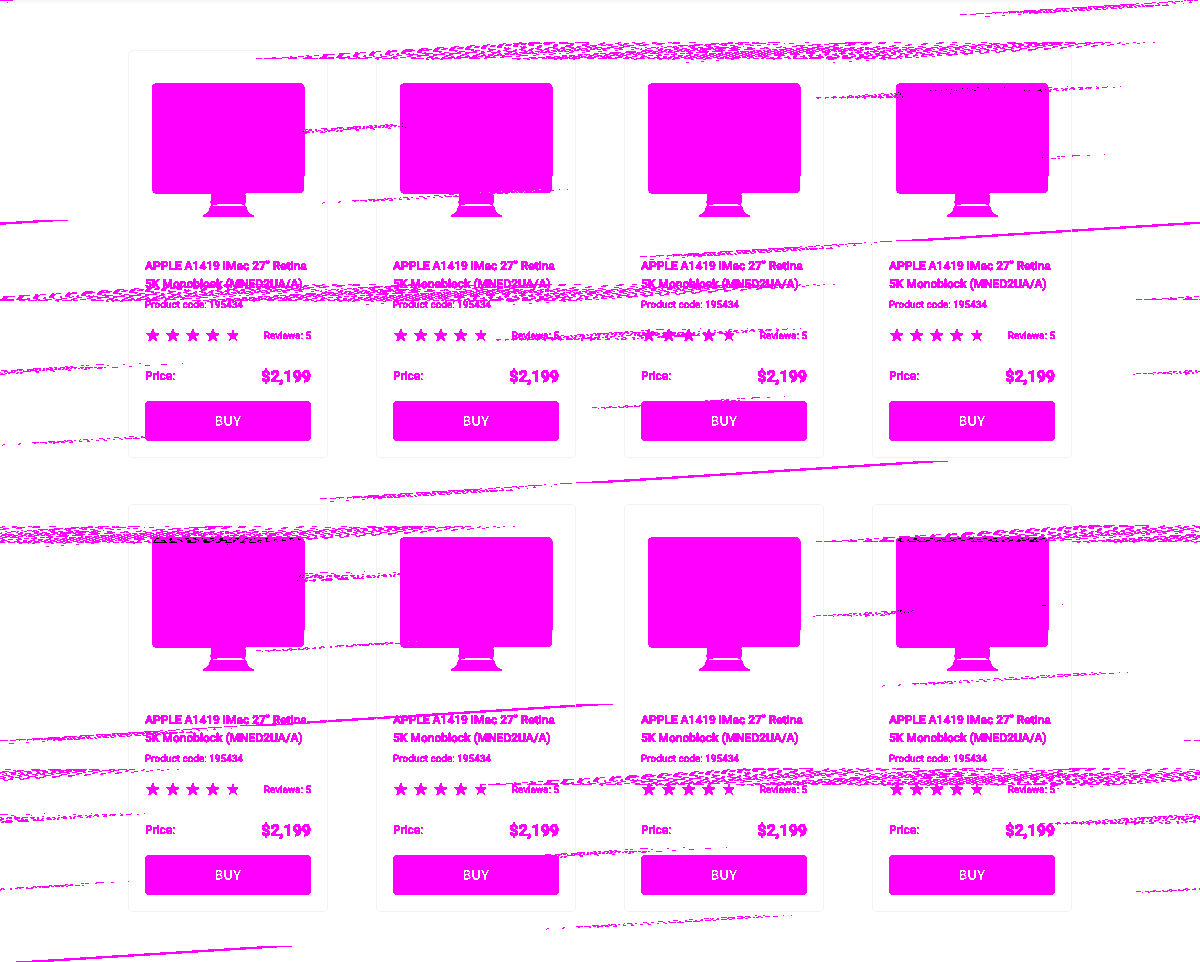 APPLE A1419 iMac 27" Retina
5K Monoblock (MNED2UA/A)
Product code: 195434
Reviews: 5
Price: $2,199
BUY
APPLE A1419 iMac 27" Retina
5K Monoblock (MNED2UA/A)
Product code: 195434
Reviews: 5
Price: $2,199
BUY
APPLE A1419 iMac 27" Retina
5K Monoblock (MNED2UA/A)
Product code: 195434
Reviews: 5
Price: $2,199
BUY
APPLE A1419 iMac 27" Retina
5K Monoblock (MNED2UA/A)
Product code: 195434
Reviews: 5
Price: $2,199
BUY
APPLE A1419 iMac 27" Retina
5K Monoblock (MNED2UA/A)
Product code: 195434
Reviews: 5
Price: $2,199
BUY
APPLE A1419 iMac 27" Retina
5K Monoblock (MNED2UA/A)
Product code: 195434
Reviews: 5
Price: $2,199
BUY
APPLE A1419 iMac 27" Retina
5K Monoblock (MNED2UA/A)
Product code: 195434
Reviews: 5
Price: $2,199
BUY
APPLE A1419 iMac 27" Retina
5K Monoblock (MNED2UA/A)
Product code: 195434
Reviews: 5
Price: $2,199
BUY